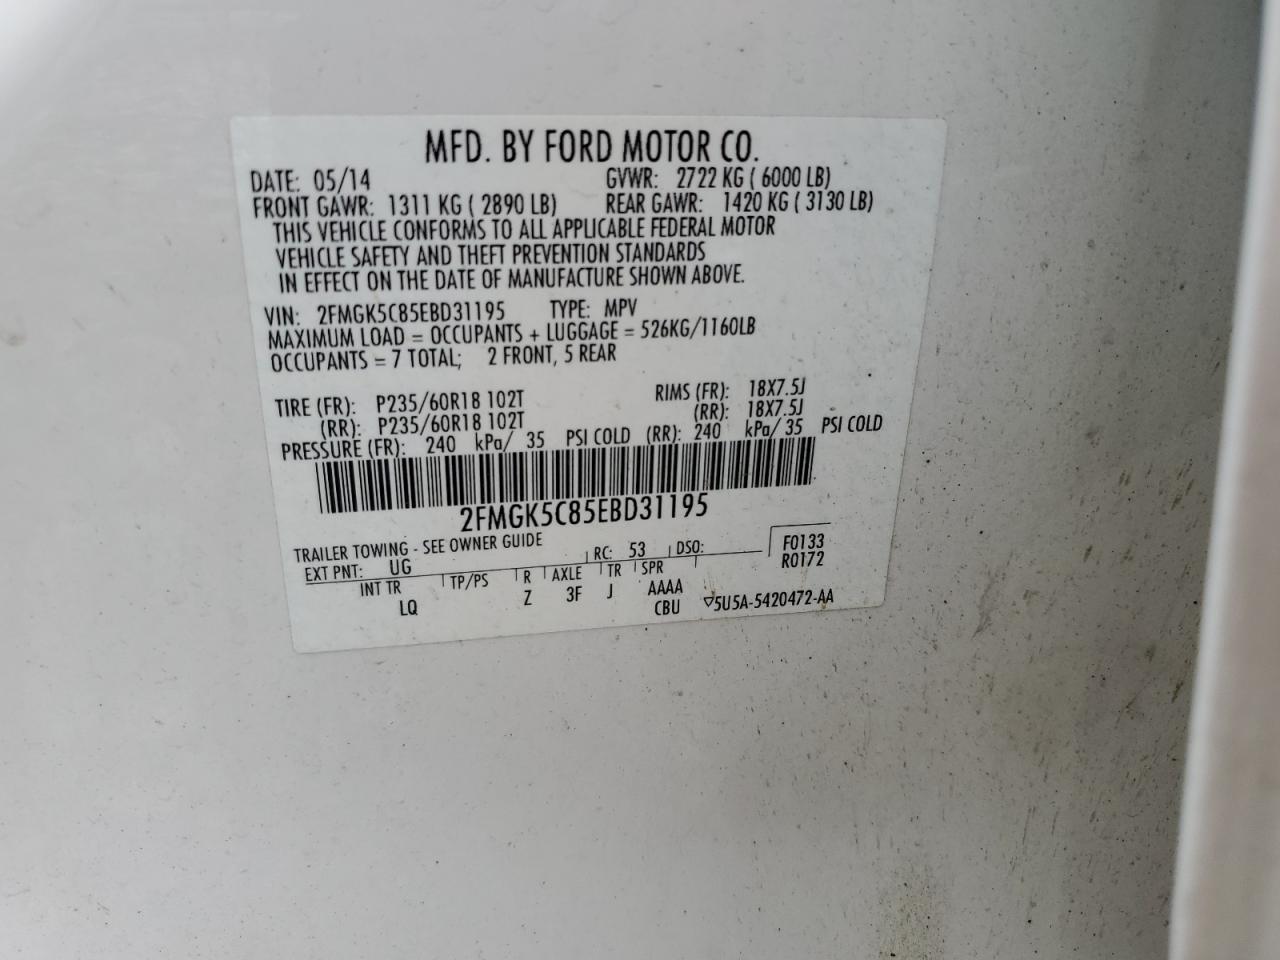 MFD. BY FORD MOTOR CO.
DATE: 05/14 GVWR: 2722 KG ( 6000 LB)
FRONT GAWR: 1311 KG ( 2890 LB) REAR GAWR: 1420 KG ( 3130 LB)
THIS VEHICLE CONFORMS TO ALL APPLICABLE FEDERAL MOTOR
VEHICLE SAFETY AND THEFT PREVENTION STANDARDS
IN EFFECT ON THE DATE OF MANUFACTURE SHOWN ABOVE.
VIN: 2FMGK5C85EBD31195 TYPE: MPV
MAXIMUM LOAD = OCCUPANTS + LUGGAGE = 526KG/1160LB
OCCUPANTS = 7 TOTAL; 2 FRONT, 5 REAR
TIRE (FR): P235/60R18 102T RIMS (FR): 18X7.5J
(RR): P235/60R18 102T (RR): 18X7.5J
PRESSURE (FR): 240 kPa/ 35 PSI COLD (RR): 240 kPa/ 35 PSI COLD
2FMGK5C85EBD31195
TRAILER TOWING - SEE OWNER GUIDE
EXT PNT: UG RC: 53 DSO: F0133
R0172
INT TR TP/PS R AXLE TR SPR
LQ Z 3F J AAAA
CBU ▽5U5A-5420472-AA